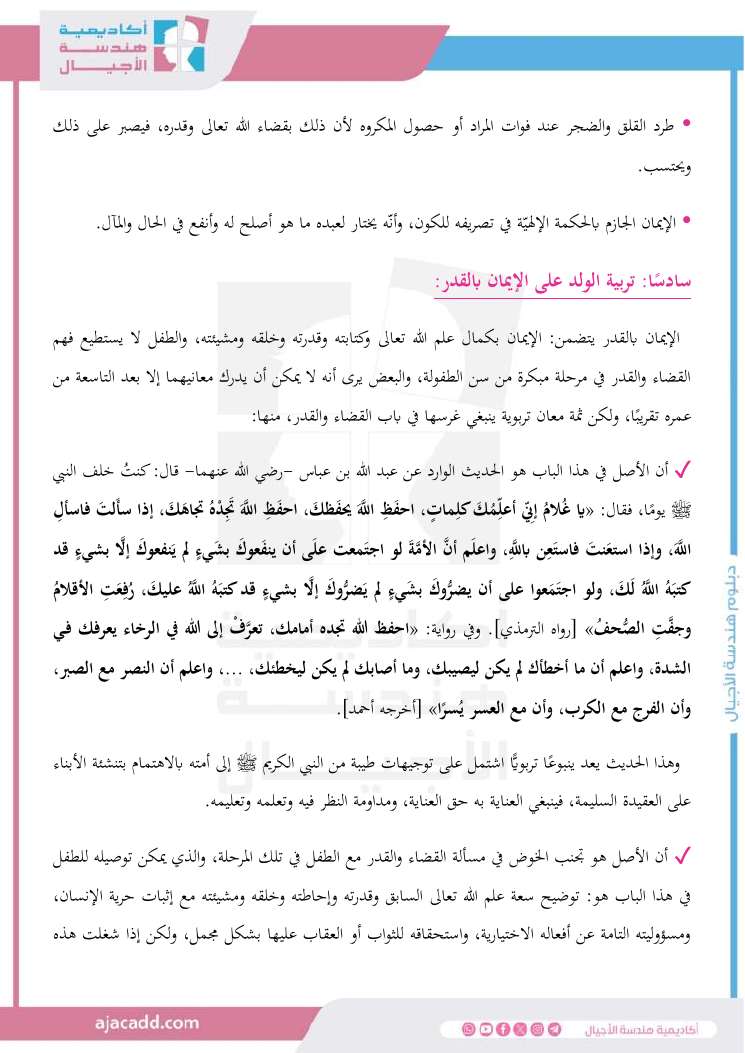 أكاديمية
هندسة
الأجيال
• طرد القلق والضجر عند فوات المراد أو حصول المكروه لأن ذلك بقضاء الله تعالى وقدره، فيصبر على ذلك
ويحتسب.
• الإيمان الجازم بالحكمة الإلهيّة في تصريفه للكون، وأنّه يختار لعبده ما هو أصلح له وأنفع في الحال والمآل.
سادسًا: تربية الولد على الإيمان بالقدر:
الإيمان بالقدر يتضمن: الإيمان بكمال علم الله تعالى وكتابته وقدرته وخلقه ومشيئته، والطفل لا يستطيع فهم
القضاء والقدر في مرحلة مبكرة من سن الطفولة، والبعض يرى أنه لا يمكن أن يدرك معانيهما إلا بعد التاسعة من
عمره تقريبًا، ولكن ثمة معان تربوية ينبغي غرسها في باب القضاء والقدر، منها:
✓ أن الأصل في هذا الباب هو الحديث الوارد عن عبد الله بن عباس –رضي الله عنهما– قال: كنتُ خلف النبي
ﷺ يومًا، فقال: «يا غُلامُ إنِّي أعلِّمُكَ كلِماتٍ، احفَظِ اللَّهَ يحفَظكَ، احفَظِ اللَّهَ تَجِدْهُ تجاهَكَ، إذا سألتَ فاسألِ
اللَّهَ، وإذا استعَنتَ فاستَعِن باللَّهِ، واعلَم أنَّ الأمَّةَ لو اجتَمعت علَى أن ينفَعوكَ بشَيءٍ لم يَنفعوكَ إلَّا بشيءٍ قد
كتبَهُ اللَّهُ لَكَ، ولو اجتَمَعوا على أن يضرُّوكَ بشَيءٍ لم يَضرُّوكَ إلَّا بشيءٍ قد كتبَهُ اللَّهُ عليكَ، رُفِعَتِ الأقلامُ
وجفَّتِ الصُّحفُ» [رواه الترمذي]. وفي رواية: «احفظ الله تجده أمامك، تعرَّفْ إلى الله في الرخاء يعرفك في
الشدة، واعلم أن ما أخطأك لم يكن ليصيبك، وما أصابك لم يكن ليخطئك، ...، واعلم أن النصر مع الصبر،
وأن الفرج مع الكرب، وأن مع العسر يُسرًا» [أخرجه أحمد].
وهذا الحديث يعد ينبوعًا تربويًّا اشتمل على توجيهات طيبة من النبي الكريم ﷺ إلى أمته بالاهتمام بتنشئة الأبناء
على العقيدة السليمة، فينبغي العناية به حق العناية، ومداومة النظر فيه وتعلمه وتعليمه.
✓ أن الأصل هو تجنب الخوض في مسألة القضاء والقدر مع الطفل في تلك المرحلة، والذي يمكن توصيله للطفل
في هذا الباب هو: توضيح سعة علم الله تعالى السابق وقدرته وإحاطته وخلقه ومشيئته مع إثبات حرية الإنسان،
ومسؤوليته التامة عن أفعاله الاختيارية، واستحقاقه للثواب أو العقاب عليها بشكل مجمل، ولكن إذا شغلت هذه
أكاديمية
هندسة
الأجيال
دبلوم هندسة الأجيال
أكاديمية هندسة الأجيال
ajacadd.com